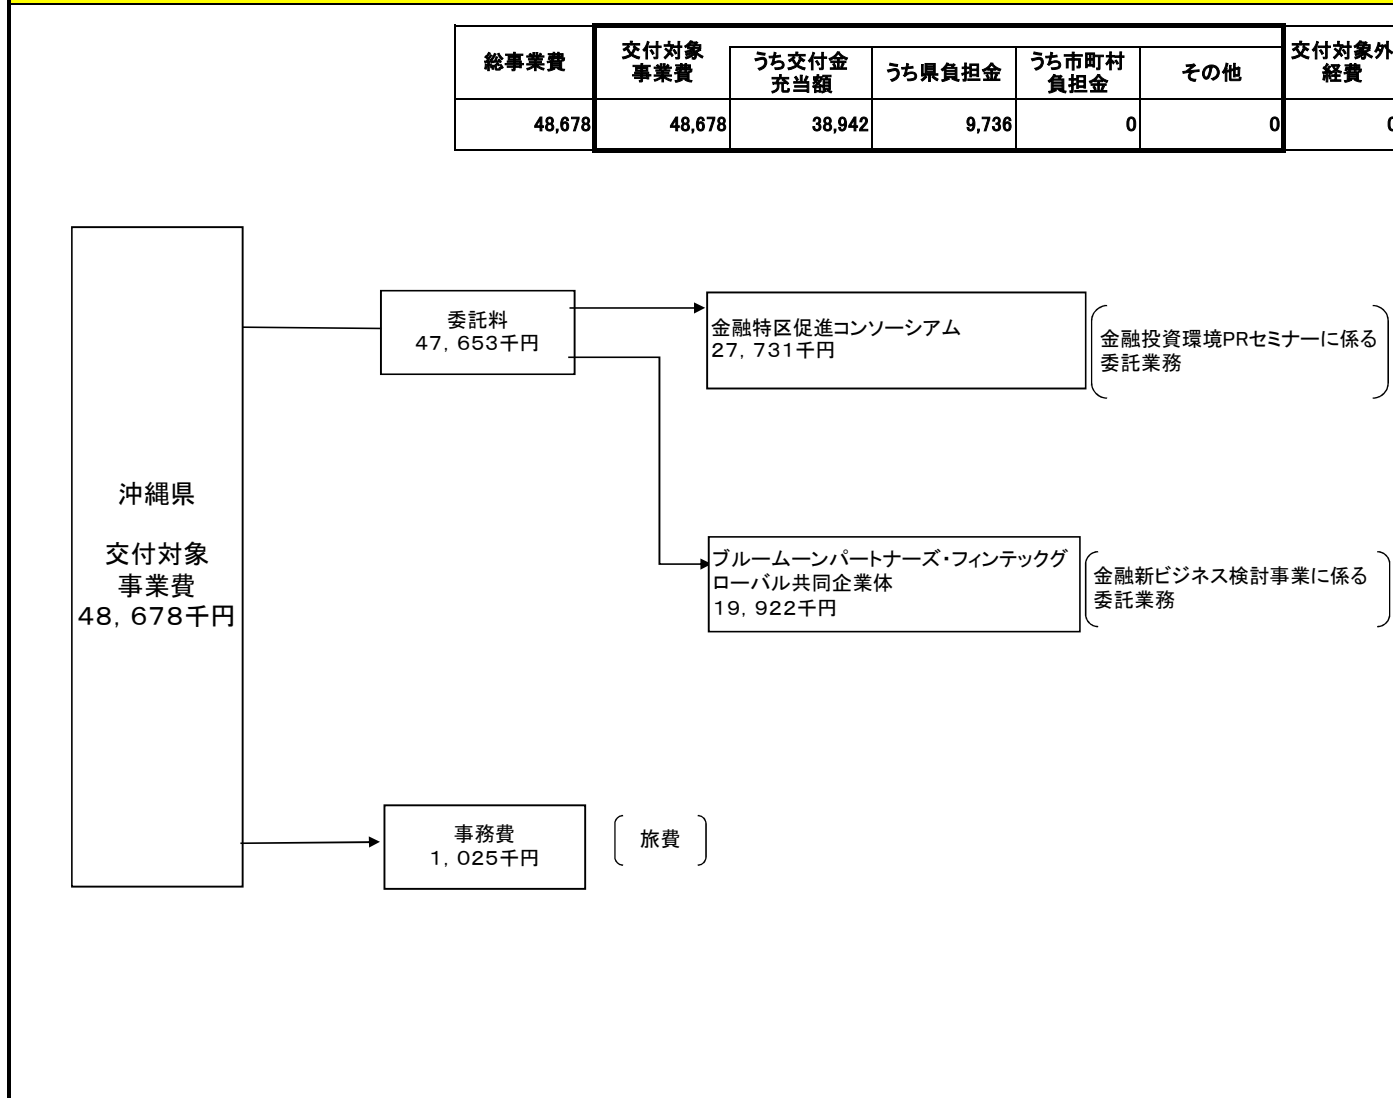 総事業費
交付対象
事業費
うち交付金
充当額
うち県負担金
うち市町村
負担金
その他
交付対象外
経費
48,678
48,678
38,942
9,736
0
0
0
沖縄県
交付対象
事業費
48,678千円
委託料
47,653千円
金融特区促進コンソーシアム
27,731千円
金融投資環境PRセミナーに係る
委託業務
ブルームーンパートナーズ・フィンテックグ
ローバル共同企業体
19,922千円
金融新ビジネス検討事業に係る
委託業務
事務費
1,025千円
旅費